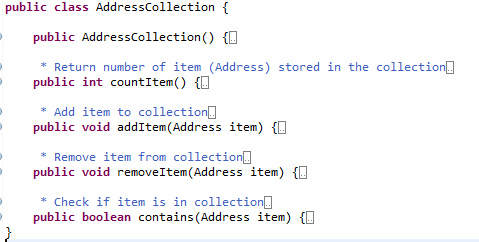 public class AddressCollection {
public AddressCollection() {
* Return number of item (Address) stored in the collection
public int countItem() {
* Add item to collection
public void addItem(Address item) {
* Remove item from collection
public void removeItem(Address item) {
* Check if item is in collection
public boolean contains(Address item) {
}